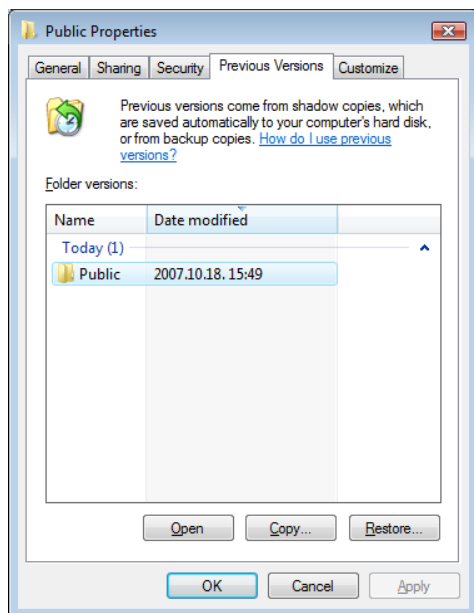 Public Properties
General Sharing Security Previous Versions Customize
Previous versions come from shadow copies, which
are saved automatically to your computer's hard disk,
or from backup copies. How do I use previous
versions?
Folder versions:
Name Date modified
Today (1)
Public 2007.10.18. 15:49
Open Copy... Restore...
OK Cancel Apply